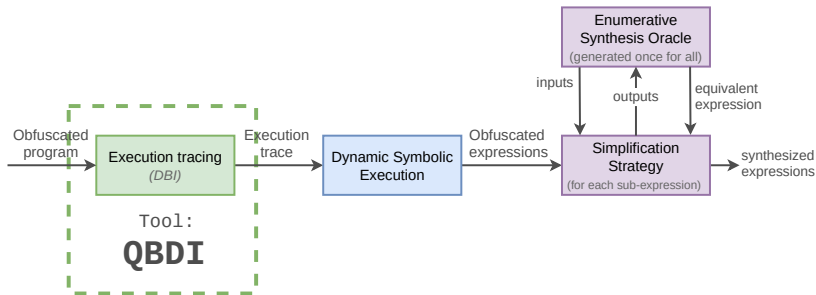 Enumerative
Synthesis Oracle
(generated once for all)
inputs
outputs
equivalent
expression
Obfuscated
program
Execution tracing
(DBI)
Execution
trace
Dynamic Symbolic
Execution
Obfuscated
expressions
Simplification
Strategy
(for each sub-expression)
synthesized
expressions
Tool:
QBDI